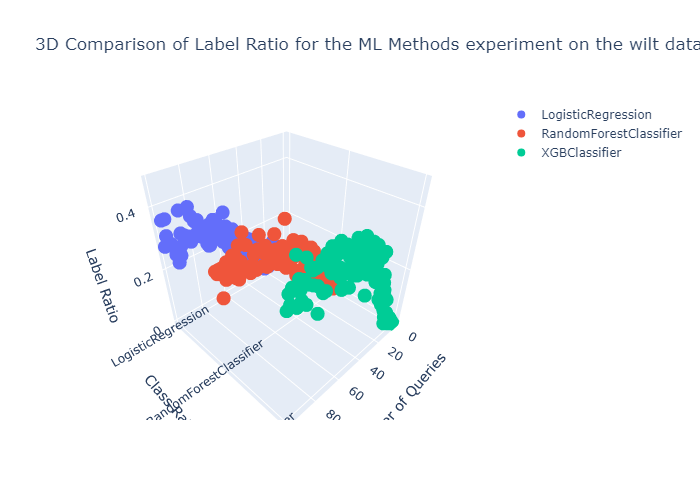 3D Comparison of Label Ratio for the ML Methods experiment on the wilt data
LogisticRegression
RandomForestClassifier
XGBClassifier
0.4
0.2
0
Label Ratio
LogisticRegression
RandomForestClassifier
0
20
40
60
80
of Queries